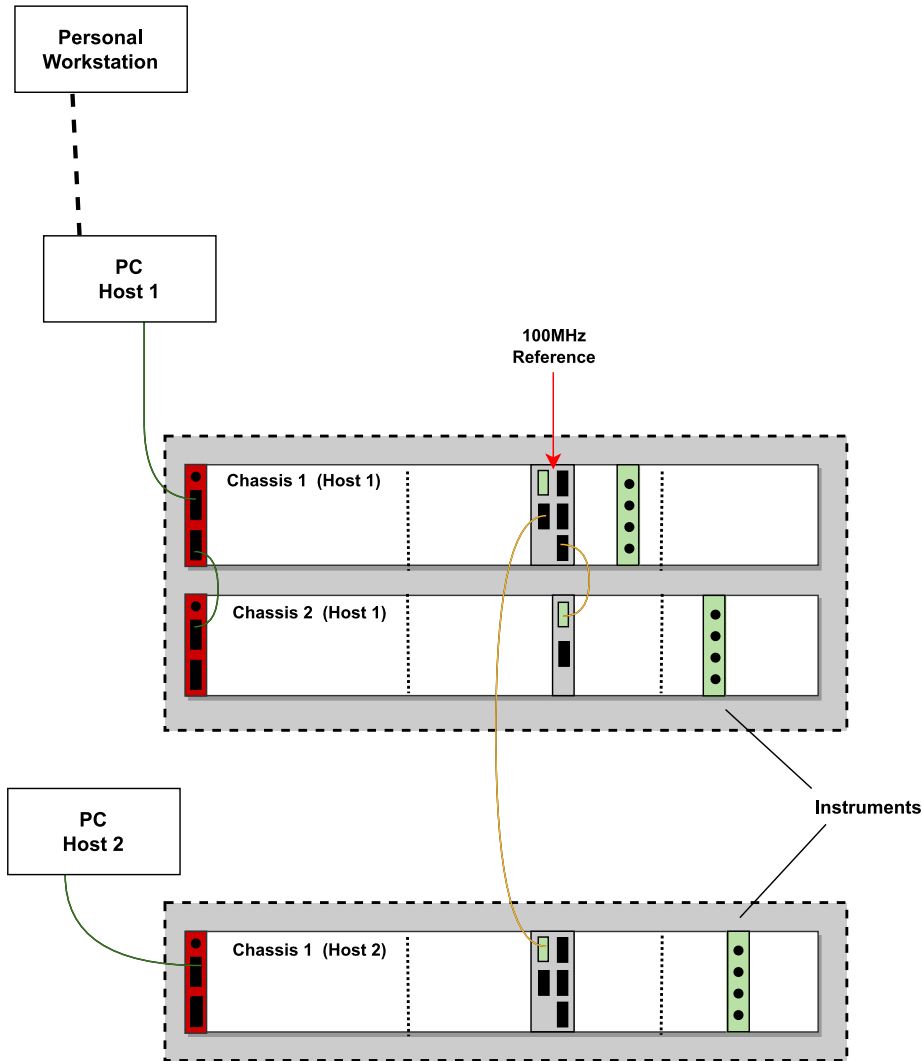 Personal
Workstation
PC
Host 1
100MHz
Reference
Chassis 1 (Host 1)
Chassis 2 (Host 1)
PC
Host 2
Instruments
Chassis 1 (Host 2)